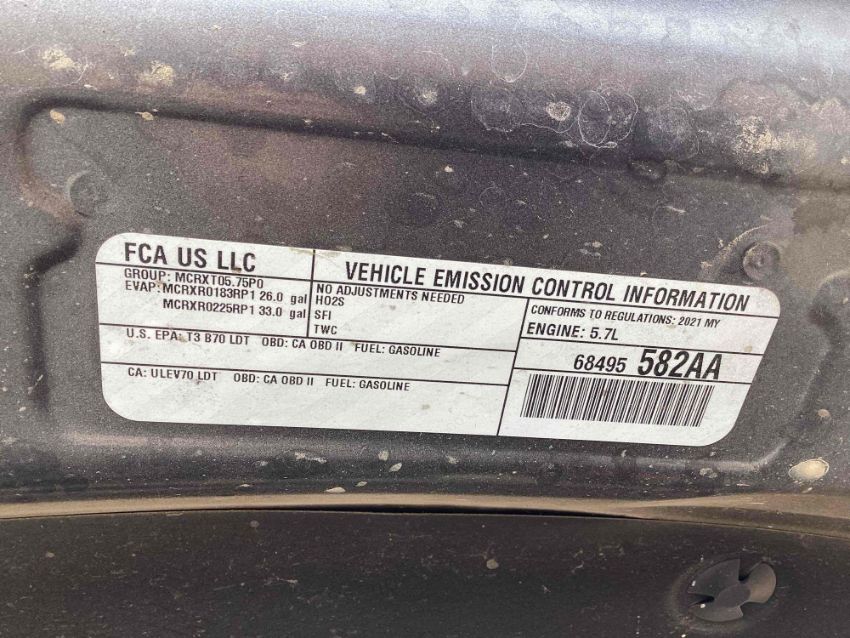 FCA US LLC
GROUP: MCRXT05.75P0
EVAP: MCRXR0183RP1 26.0 gal
MCRXR0225RP1 33.0 gal
U.S. EPA: T3 B70 LDT OBD: CA OBD II FUEL: GASOLINE
CA: ULEV70 LDT OBD: CA OBD II FUEL: GASOLINE
VEHICLE EMISSION CONTROL INFORMATION
NO ADJUSTMENTS NEEDED
HO2S
SFI
TWC
CONFORMS TO REGULATIONS: 2021 MY
ENGINE: 5.7L
68495 582AA